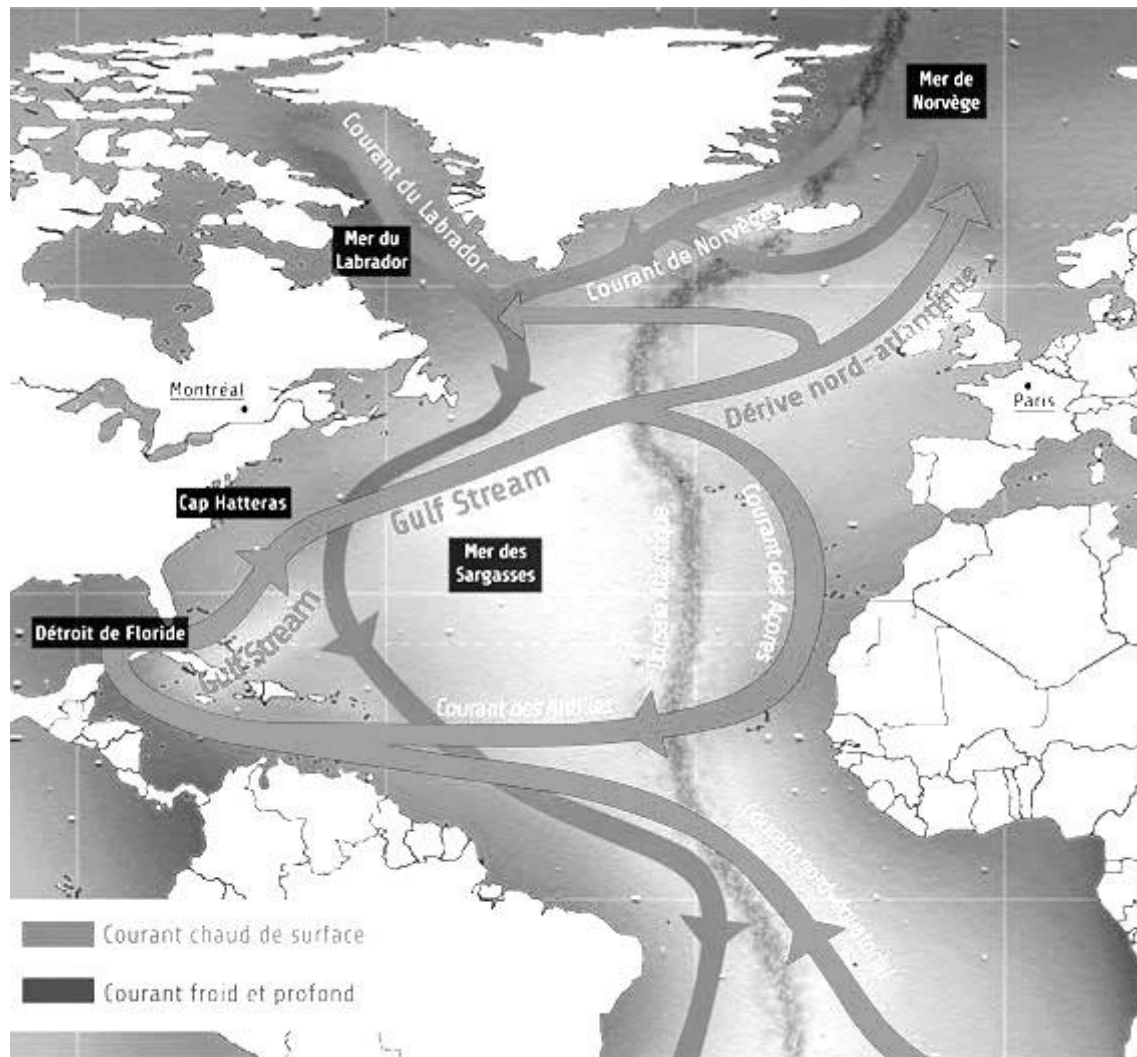 Mer de
Norvège
Courant du Labrador
Mer du
Labrador
Courant de Norvège
Dérive nord-atlantique
Montréal
Paris
Cap Hatteras
Gulf Stream
Mer des
Sargasses
Courant des Açores
Détroit de Floride
Gulf Stream
Courant des Antilles
Courant chaud de surface
Courant froid et profond